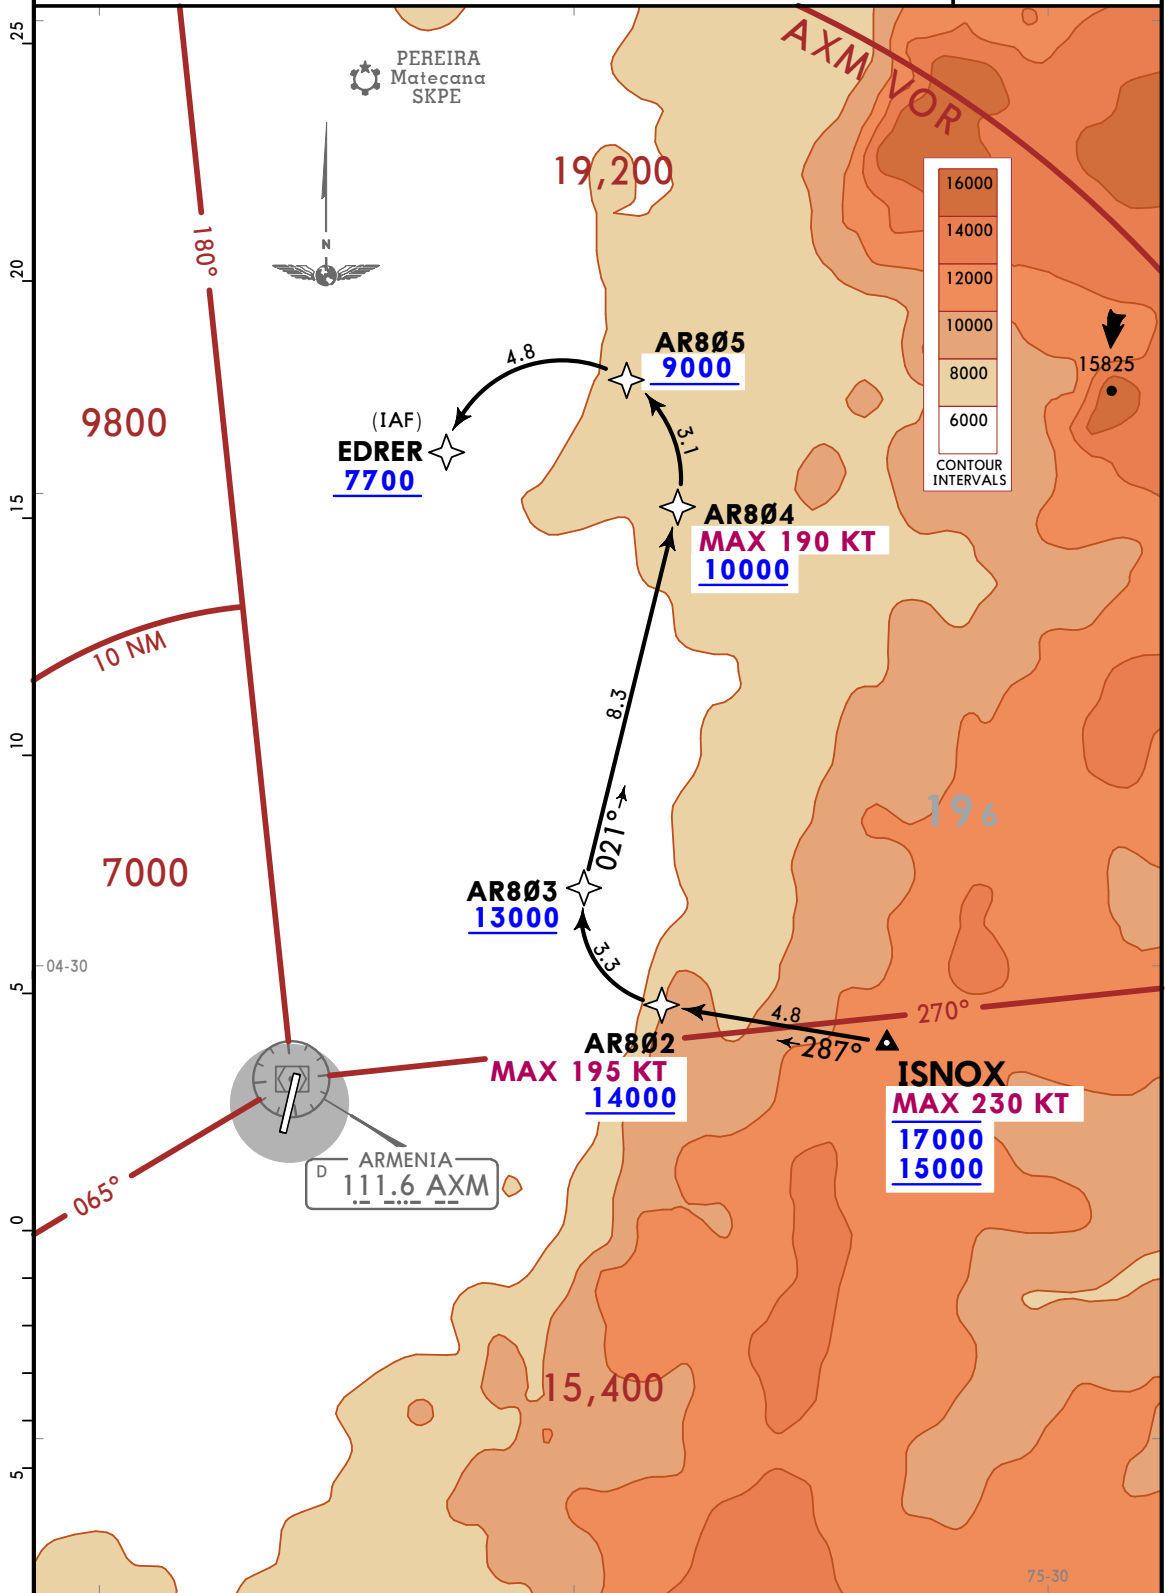 25
PEREIRA
Matecana
SKPE
AXM VOR
19,200
180°
N
20
16000
14000
12000
10000
8000
6000
CONTOUR
INTERVALS
15825
AR8Ø5
9000
4.8
9800
(IAF)
EDRER
7700
3.1
15
AR8Ø4
MAX 190 KT
10000
10 NM
8.3
10
196
021°
7000
AR8Ø3
13000
3.3
04-30
5
4.8
270°
287°
AR8Ø2
MAX 195 KT
14000
ISNOX
MAX 230 KT
17000
15000
ARMENIA
D 111.6 AXM
065°
0
15,400
5
75-30